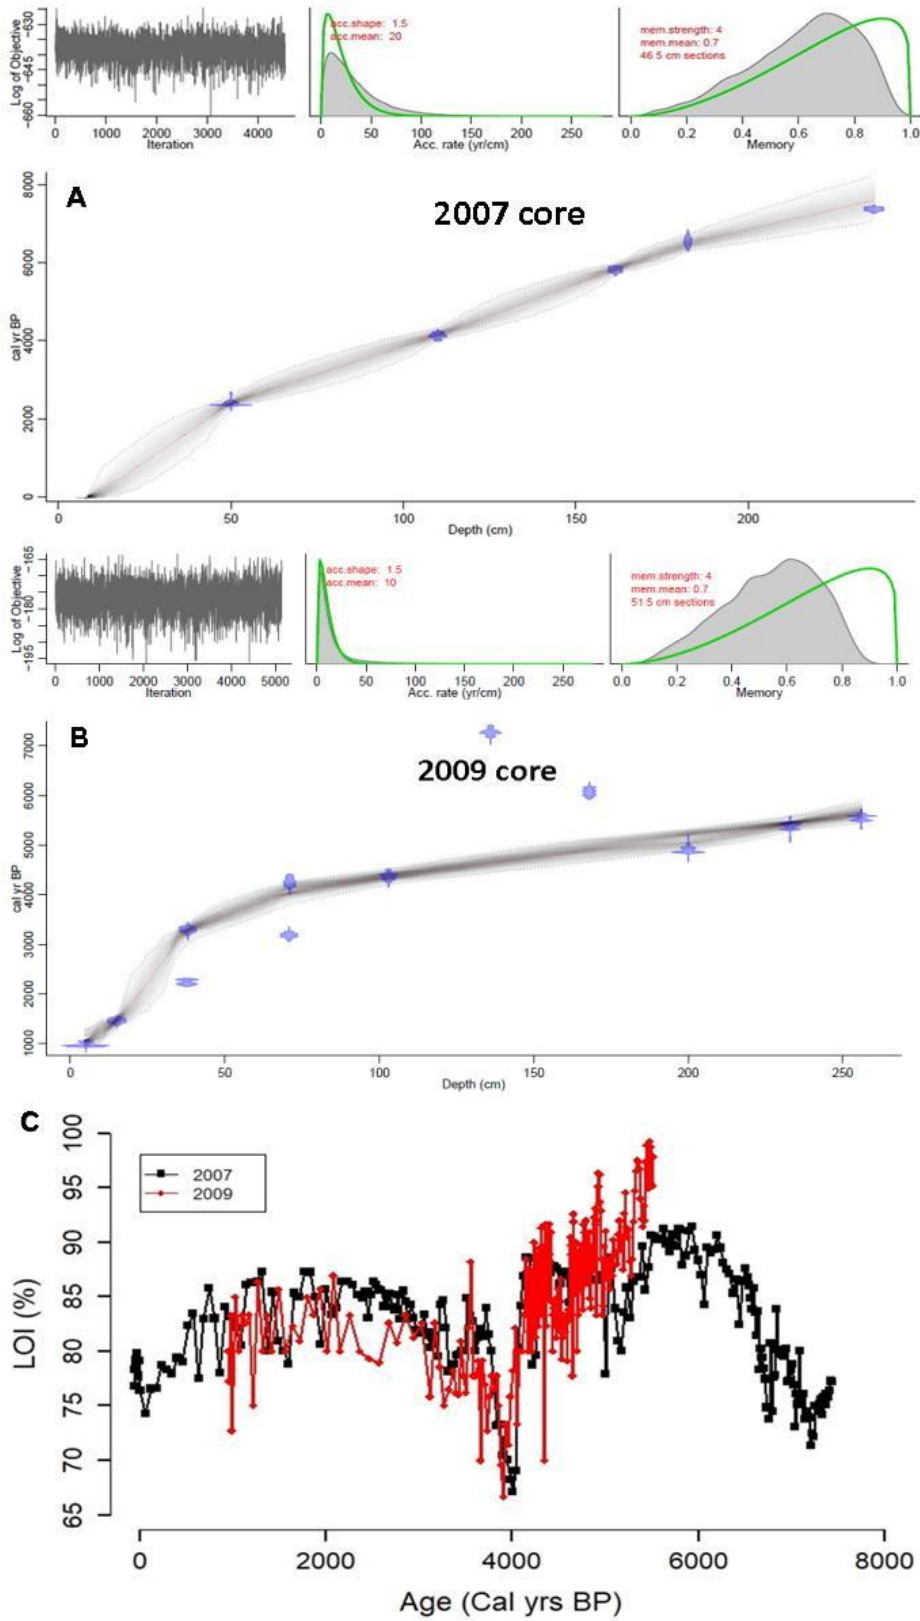 -660 -645 -630
Log of Objective
0 1000 2000 3000 4000
Iteration
acc.shape: 1.5
acc.mean: 20
0 50 100 150 200 250
Acc. rate (yr/cm)
mem.strength: 4
mem.mean: 0.7
46 5 cm sections
0.0 0.2 0.4 0.6 0.8 1.0
Memory
A
2007 core
0 2000 4000 6000 8000
cal yr BP
0 50 100 150 200
Depth (cm)
-195 -180 -165
Log of Objective
0 1000 2000 3000 4000 5000
Iteration
acc.shape: 1.5
acc.mean: 10
0 50 100 150 200 250
Acc. rate (yr/cm)
mem.strength: 4
mem.mean: 0.7
51 5 cm sections
0.0 0.2 0.4 0.6 0.8 1.0
Memory
B
2009 core
1000 2000 3000 4000 5000 6000 7000
cal yr BP
0 50 100 150 200 250
Depth (cm)
C
2007
2009
65 70 75 80 85 90 95 100
LOI (%)
0 2000 4000 6000 8000
Age (Cal yrs BP)